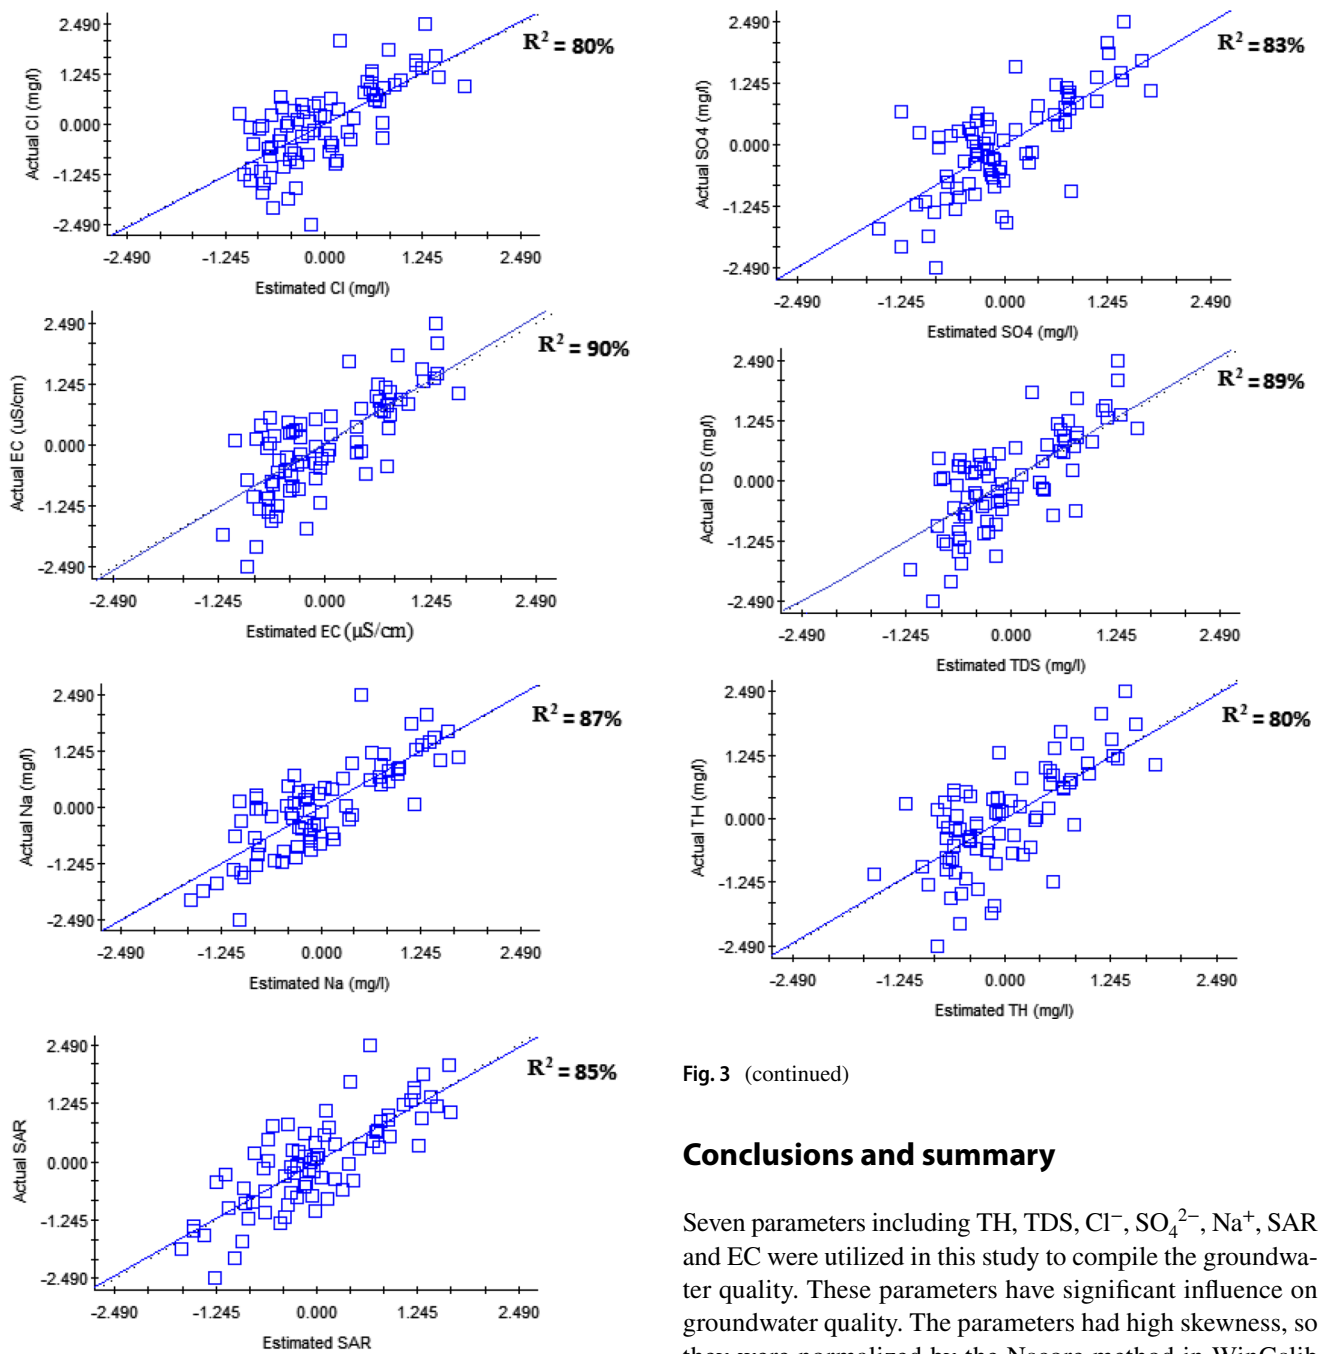 2.490
1.245
0.000
-1.245
-2.490
Actual Cl (mg/l)
R² = 80%
-2.490 -1.245 0.000 1.245 2.490
Estimated Cl (mg/l)
2.490
1.245
0.000
-1.245
-2.490
Actual EC (uS/cm)
R² = 90%
-2.490 -1.245 0.000 1.245 2.490
Estimated EC (μS/cm)
2.490
1.245
0.000
-1.245
-2.490
Actual Na (mg/l)
R² = 87%
-2.490 -1.245 0.000 1.245 2.490
Estimated Na (mg/l)
2.490
1.245
0.000
-1.245
-2.490
Actual SAR
R² = 85%
-2.490 -1.245 0.000 1.245 2.490
Estimated SAR
2.490
1.245
0.000
-1.245
-2.490
Actual SO4 (mg/l)
R² = 83%
-2.490 -1.245 0.000 1.245 2.490
Estimated SO4 (mg/l)
2.490
1.245
0.000
-1.245
-2.490
Actual TDS (mg/l)
R² = 89%
-2.490 -1.245 0.000 1.245 2.490
Estimated TDS (mg/l)
2.490
1.245
0.000
-1.245
-2.490
Actual TH (mg/l)
R² = 80%
-2.490 -1.245 0.000 1.245 2.490
Estimated TH (mg/l)
Fig. 3 (continued)
Conclusions and summary
Seven parameters including TH, TDS, Cl⁻, SO₄²⁻, Na⁺, SAR
and EC were utilized in this study to compile the groundwa-
ter quality. These parameters have significant influence on
groundwater quality. The parameters had high skewness, so
they were normalized by the Nscore method in WinGslib